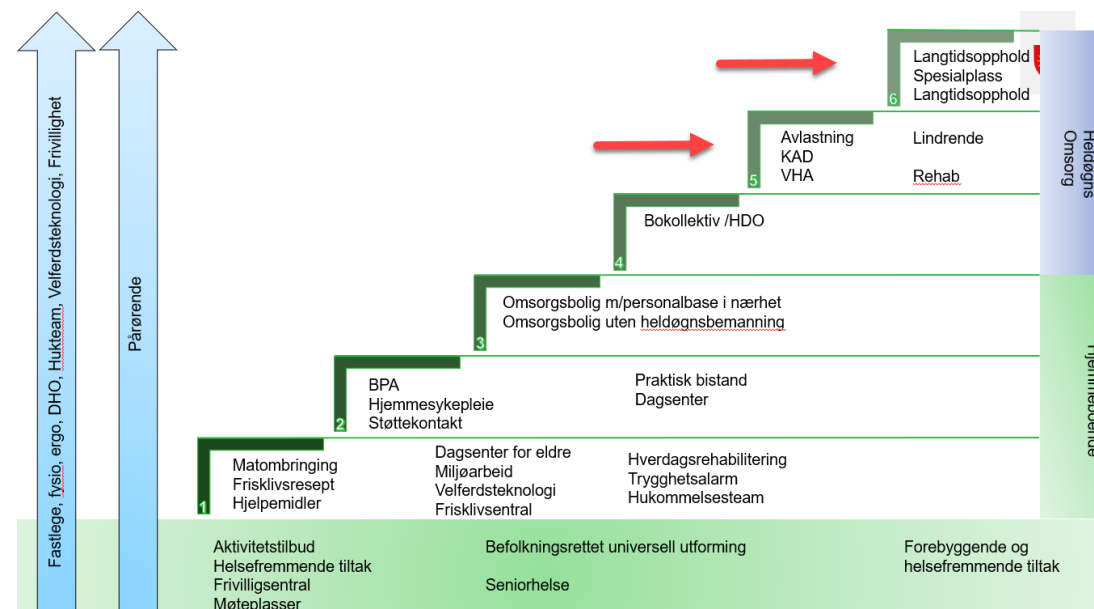 Fastlege, fysio, ergo, DHO, Hukteam, Velferdsteknologi, Frivillighet
Pårørende
6
Langtidsopphold
Spesialplass
Langtidsopphold
Heldøgns
Omsorg
5
Avlastning
KAD
VHA
Lindrende
Rehab
4
Bokollektiv /HDO
3
Omsorgsbolig m/personalbase i nærhet
Omsorgsbolig uten heldøgnsbemanning
Hjemmeboende
2
BPA
Hjemmesykepleie
Støttekontakt
Praktisk bistand
Dagsenter
1
Matombringing
Frisklivsresept
Hjelpemidler
Dagsenter for eldre
Miljøarbeid
Velferdsteknologi
Frisklivsentral
Hverdagsrehabilitering
Trygghetsalarm
Hukommelsesteam
Aktivitetstilbud
Helsefremmende tiltak
Frivilligsentral
Møteplasser
Befolkningsrettet universell utforming
Seniorhelse
Forebyggende og
helsefremmende tiltak